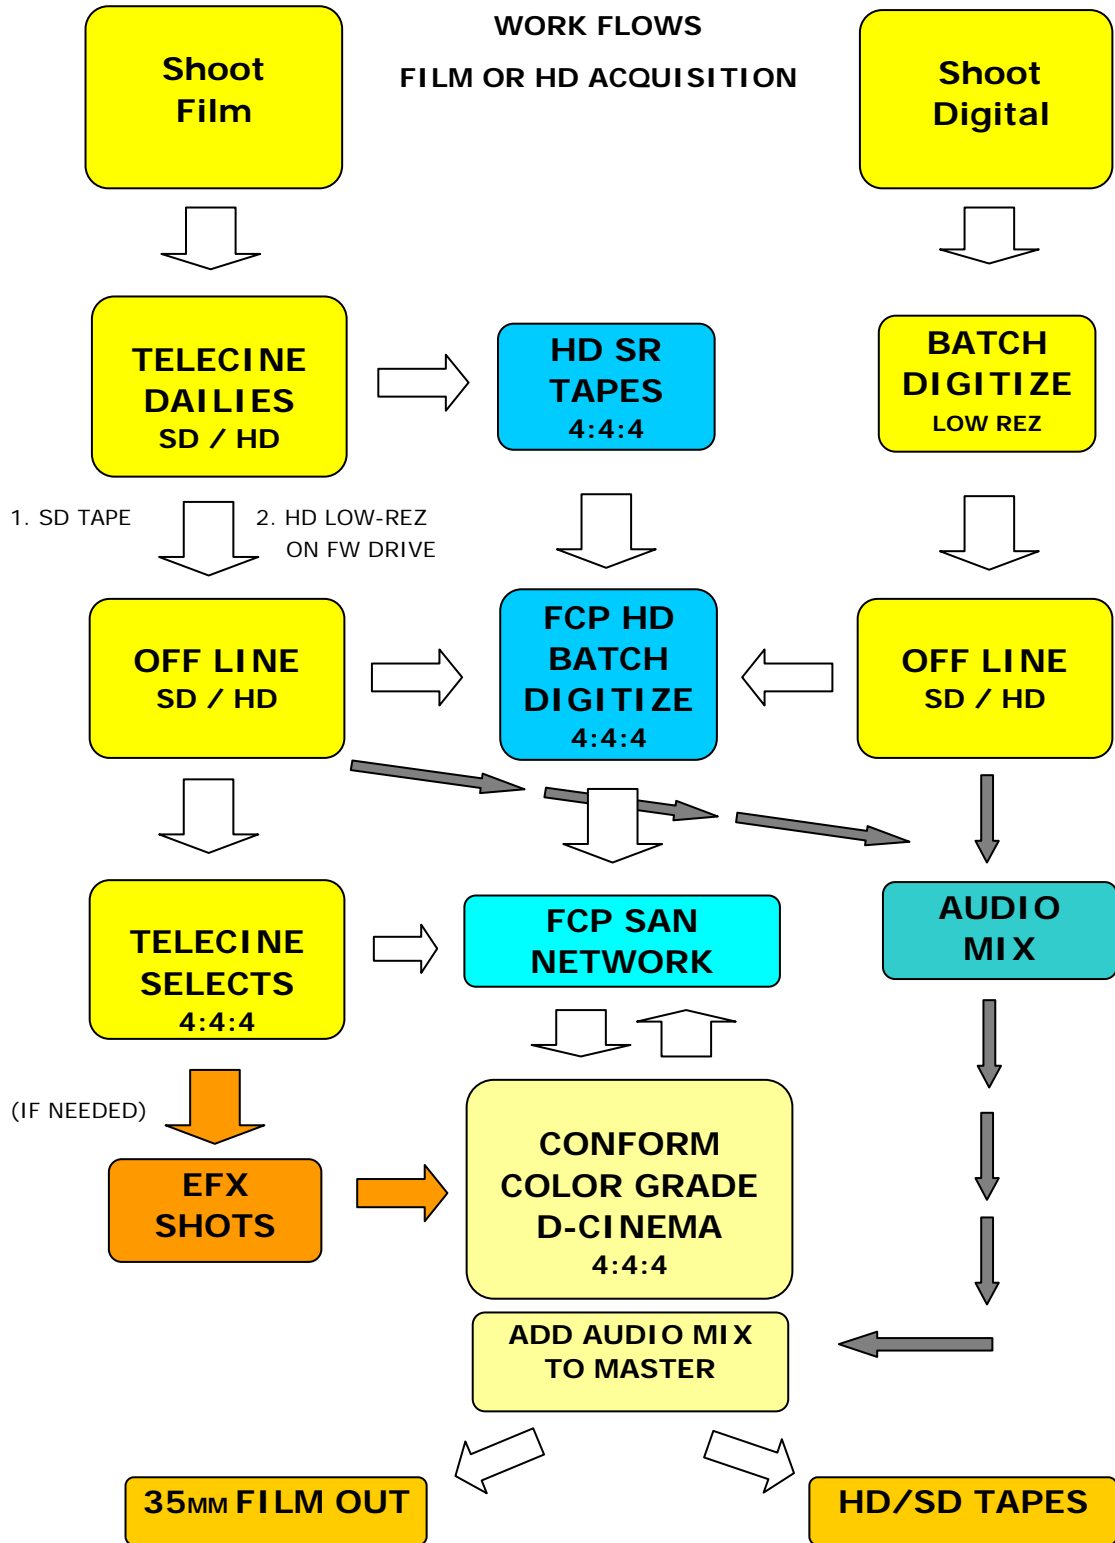 WORK FLOWS
FILM OR HD ACQUISITION
Shoot
Film
Shoot
Digital
TELECINE
DAILIES
SD / HD
HD SR
TAPES
4:4:4
BATCH
DIGITIZE
LOW REZ
1. SD TAPE
2. HD LOW-REZ
ON FW DRIVE
OFF LINE
SD / HD
FCP HD
BATCH
DIGITIZE
4:4:4
OFF LINE
SD / HD
TELECINE
SELECTS
4:4:4
FCP SAN
NETWORK
AUDIO
MIX
(IF NEEDED)
EFX
SHOTS
CONFORM
COLOR GRADE
D-CINEMA
4:4:4
ADD AUDIO MIX
TO MASTER
35MM FILM OUT
HD/SD TAPES